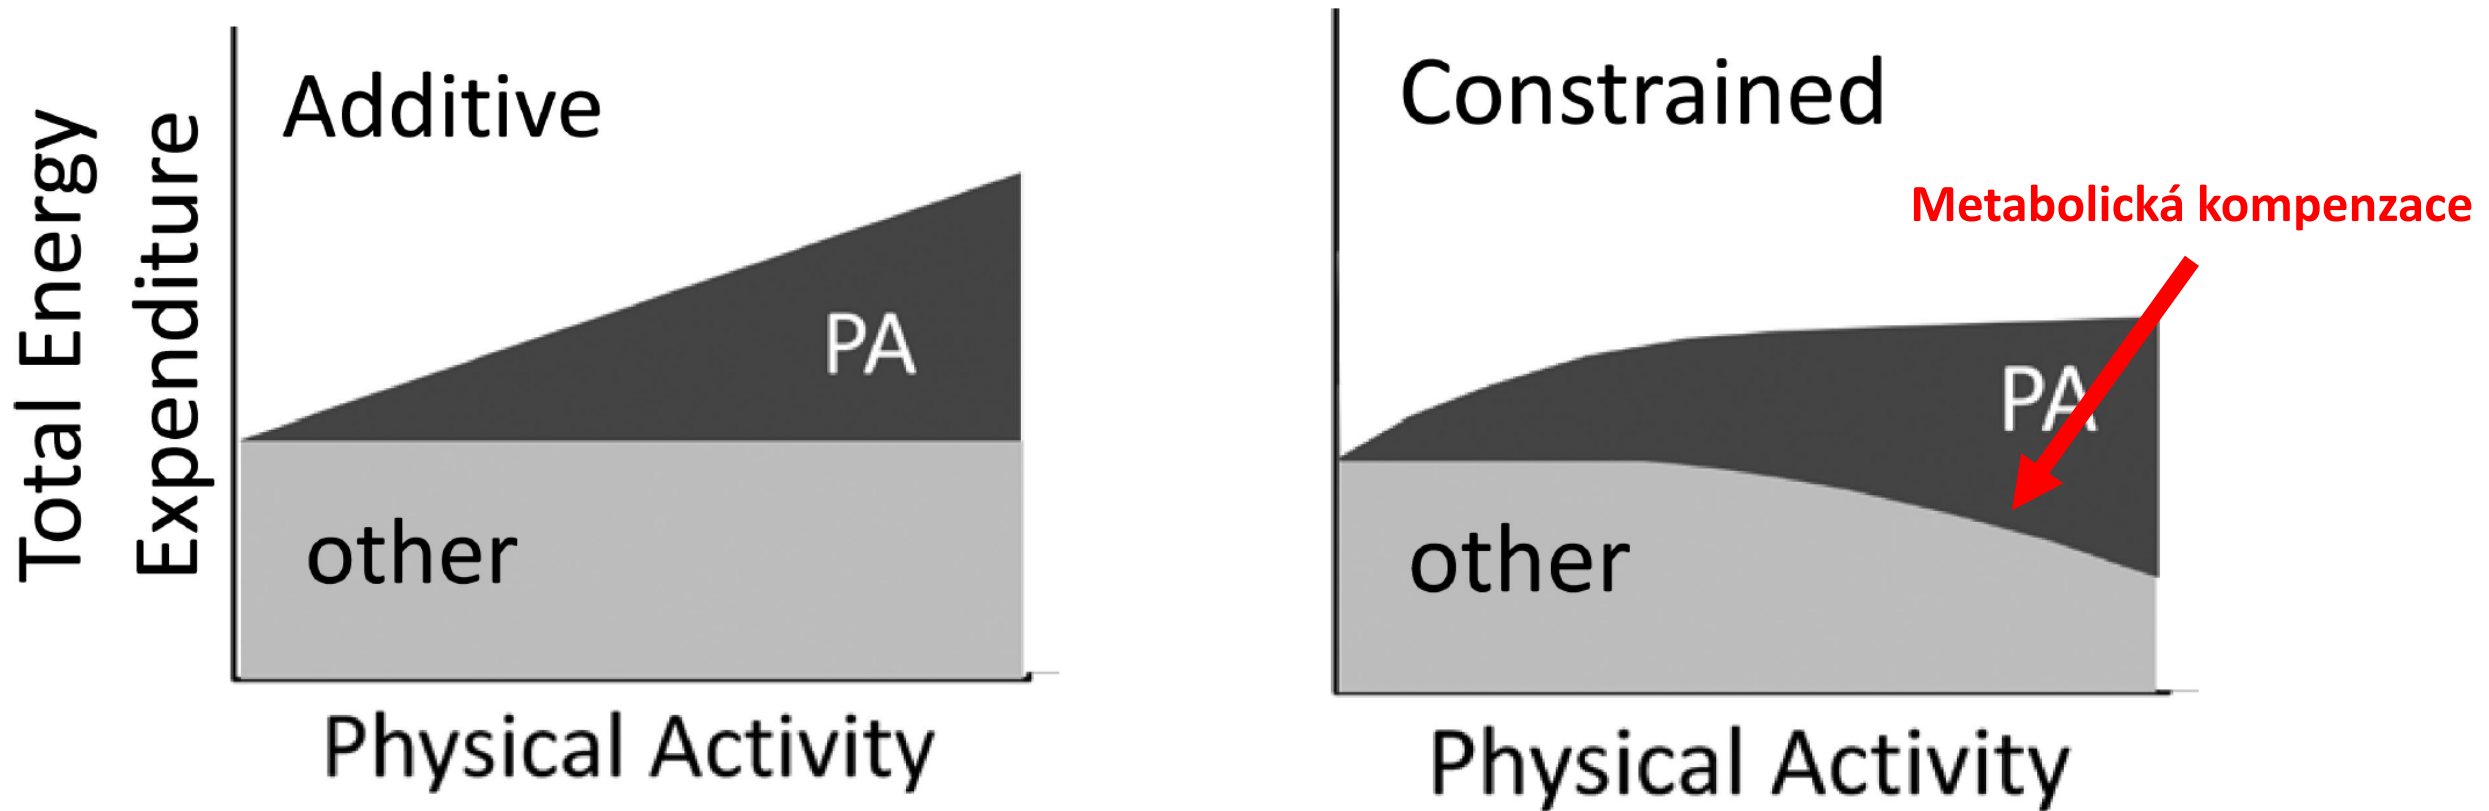 Total Energy
Expenditure
Additive
PA
other
Physical Activity
Constrained
Metabolická kompenzace
PA
other
Physical Activity